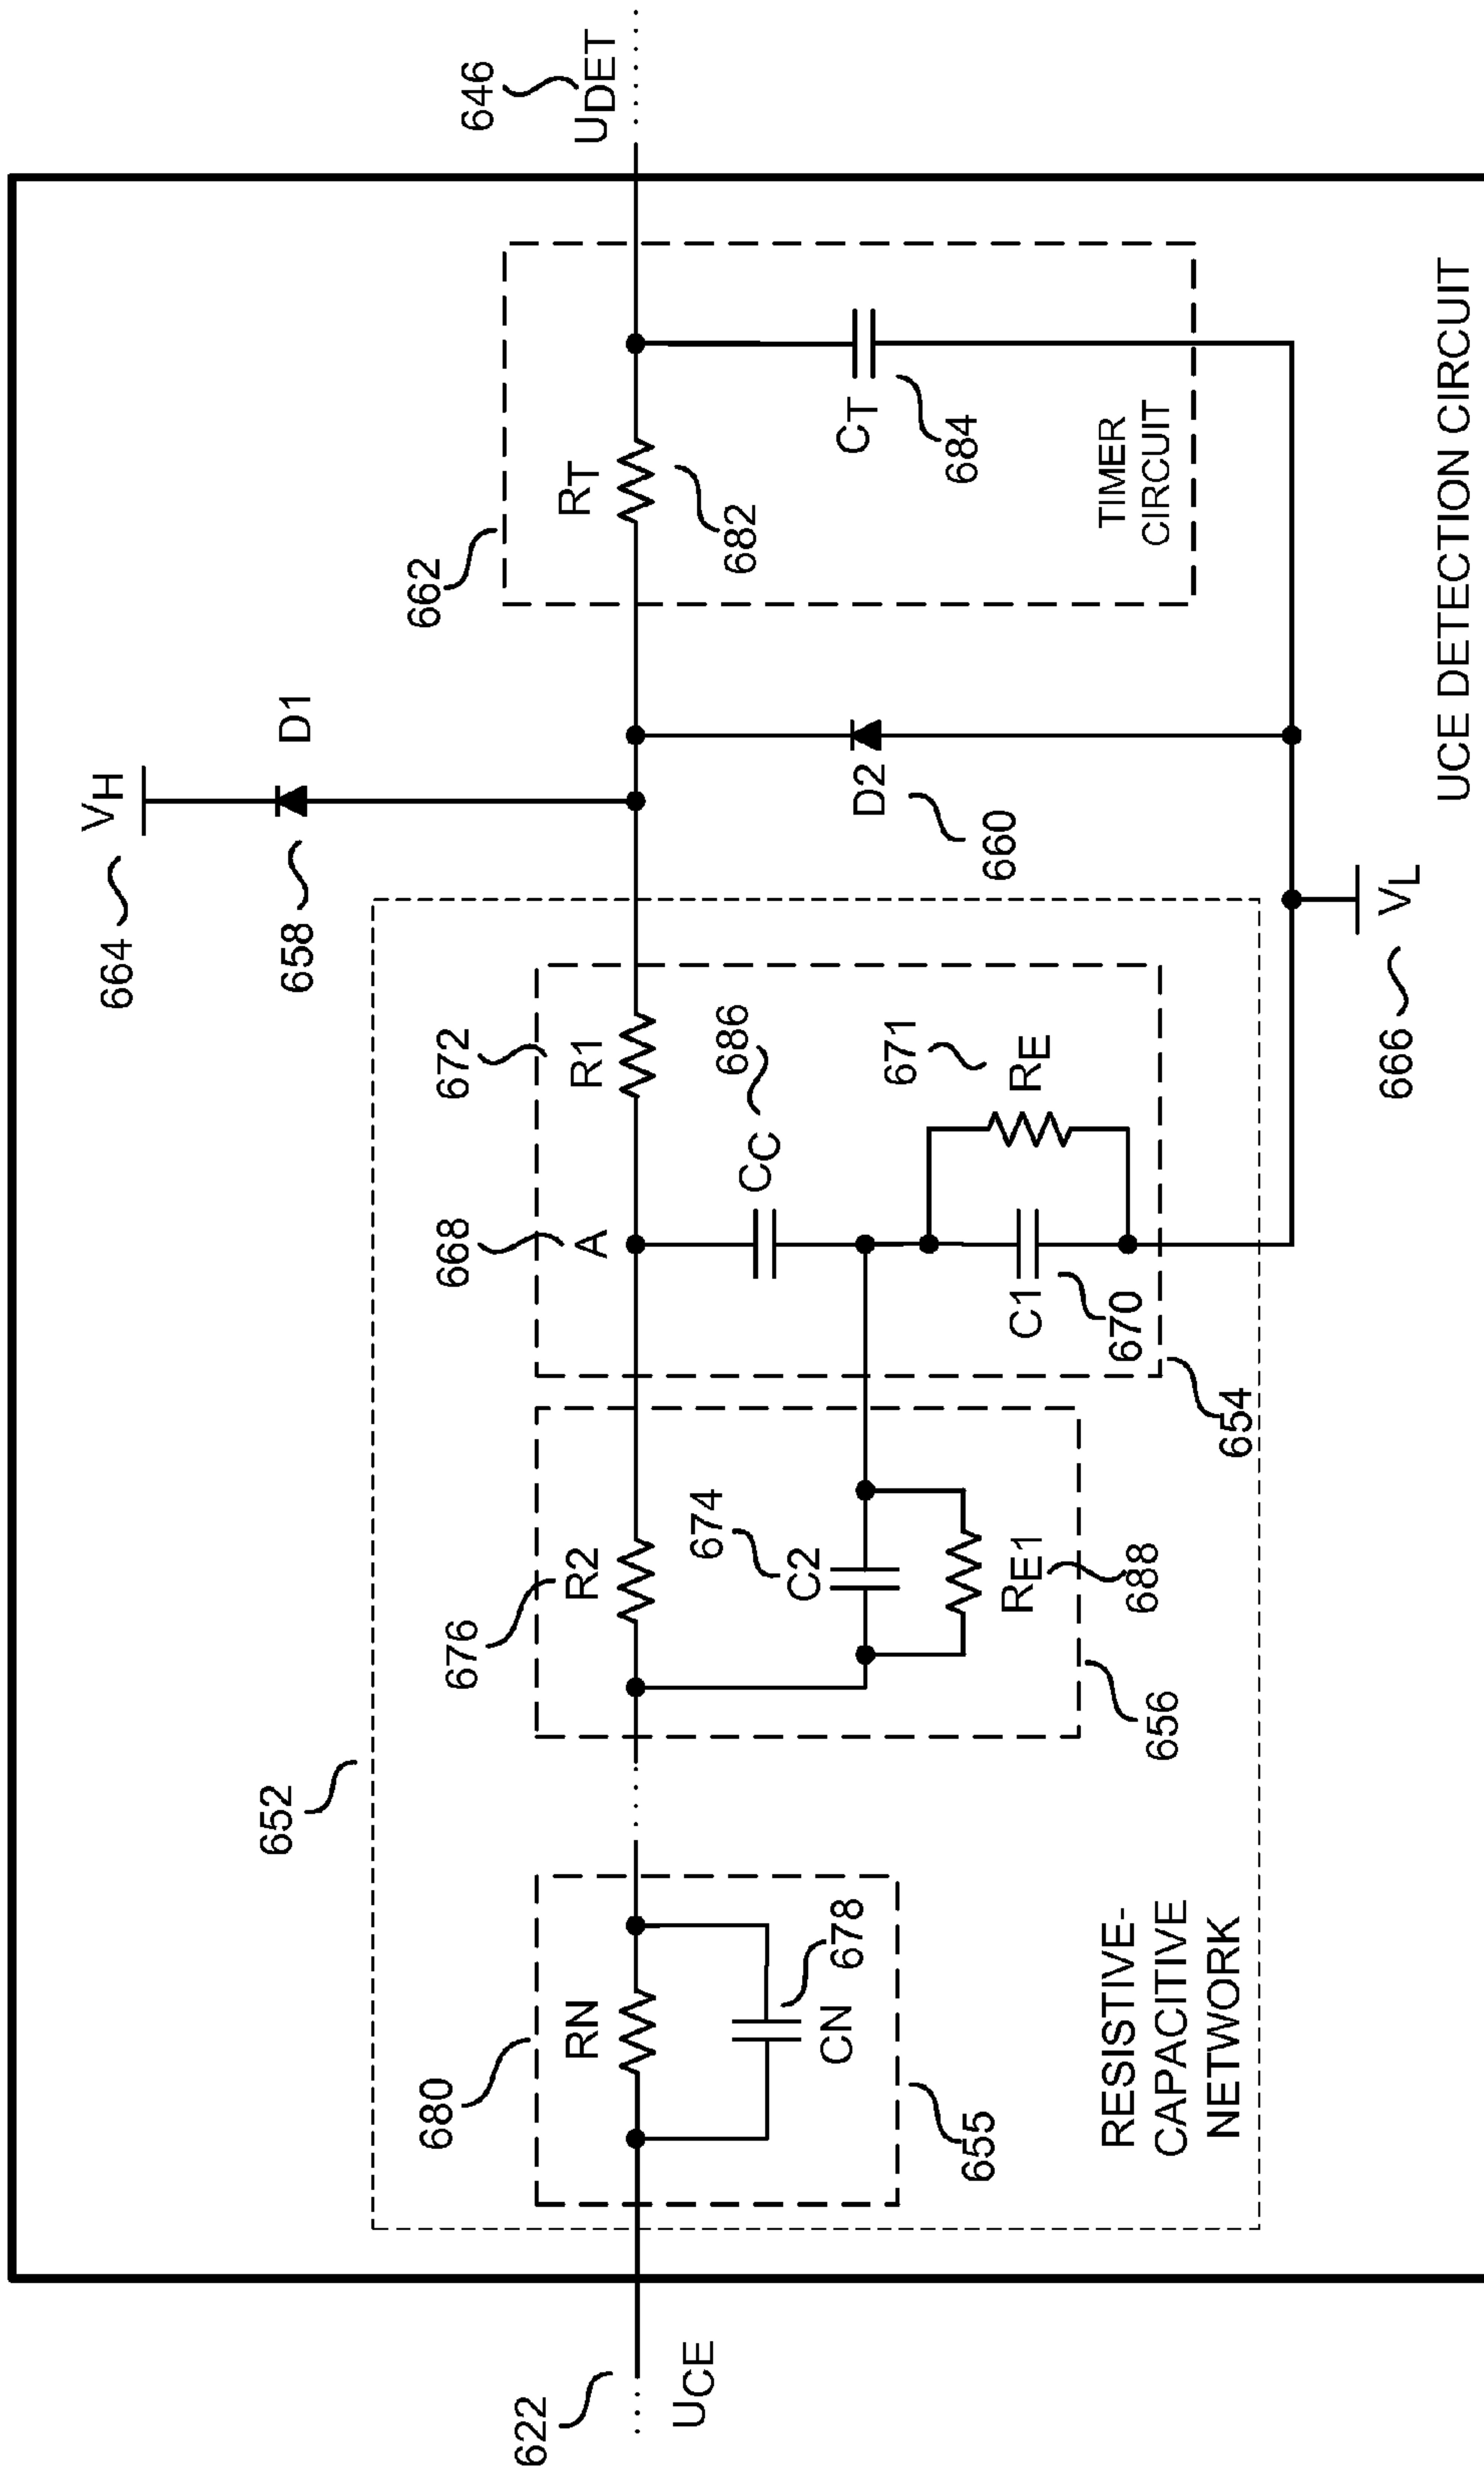 664
VH
658
D1
646
UDET
662
RT
682
CT
684
TIMER
CIRCUIT
D2
660
652
672
R1
668
A
CC
686
671
RE
C1
670
654
676
R2
674
C2
RE1
688
656
680
RN
678
CN
655
RESISTIVE-
CAPACITIVE
NETWORK
622
UCE
VL
666
UCE DETECTION CIRCUIT